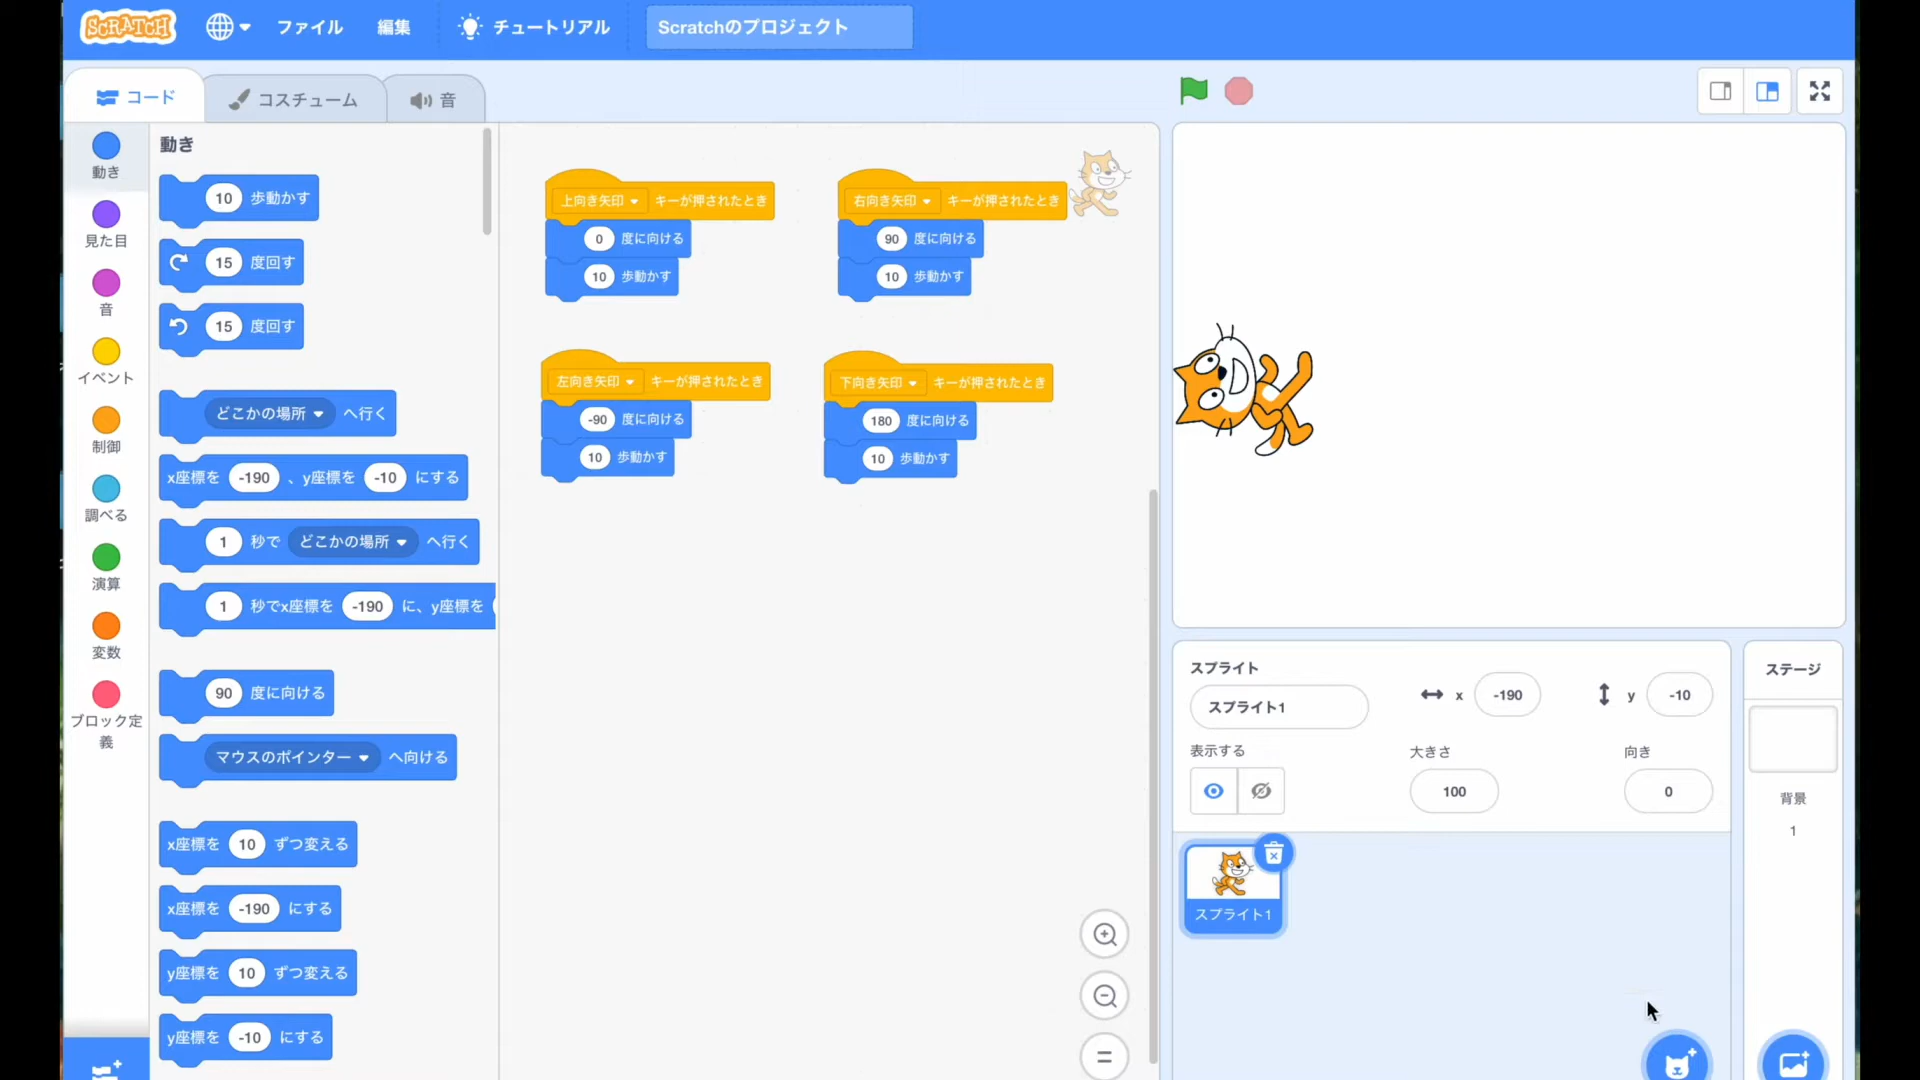 SCRATCH ファイル 編集 チュートリアル Scratchのプロジェクト
コード コスチューム 音
動き
見た目
音
イベント
制御
調べる
演算
変数
ブロック定
義
動き
10 歩動かす
15 度回す
15 度回す
どこかの場所 へ行く
x座標を -190 、y座標を -10 にする
1 秒で どこかの場所 へ行く
1 秒でx座標を -190 に、y座標を
90 度に向ける
マウスのポインター へ向ける
x座標を 10 ずつ変える
x座標を -190 にする
y座標を 10 ずつ変える
y座標を -10 にする
上向き矢印 キーが押されたとき
0 度に向ける
10 歩動かす
右向き矢印 キーが押されたとき
90 度に向ける
10 歩動かす
左向き矢印 キーが押されたとき
-90 度に向ける
10 歩動かす
下向き矢印 キーが押されたとき
180 度に向ける
10 歩動かす
スプライト
スプライト1 x -190 y -10
表示する 大きさ 向き
100 0
スプライト1
ステージ
背景
1